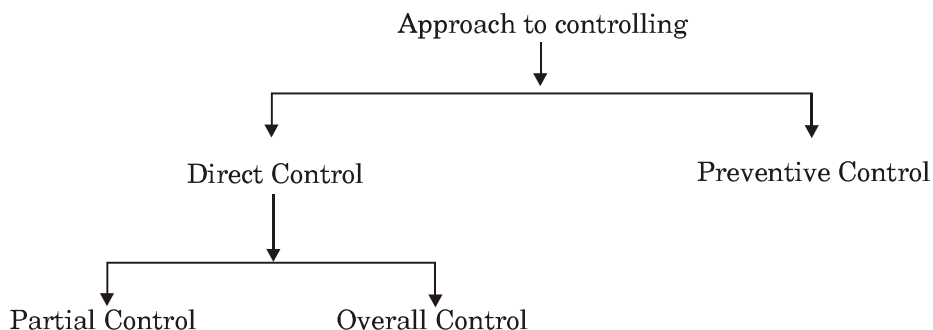 Approach to controlling
Direct Control
Preventive Control
Partial Control
Overall Control